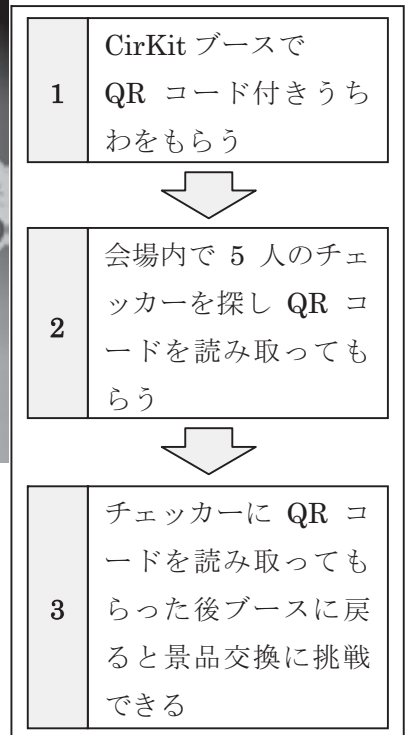 1
CirKit ブースで
QR コード付きうち
わをもらう
2
会場内で 5 人のチェ
ッカーを探し QR コ
ードを読み取っても
らう
3
チェッカーに QR コ
ードを読み取っても
らった後ブースに戻
ると景品交換に挑戦
できる